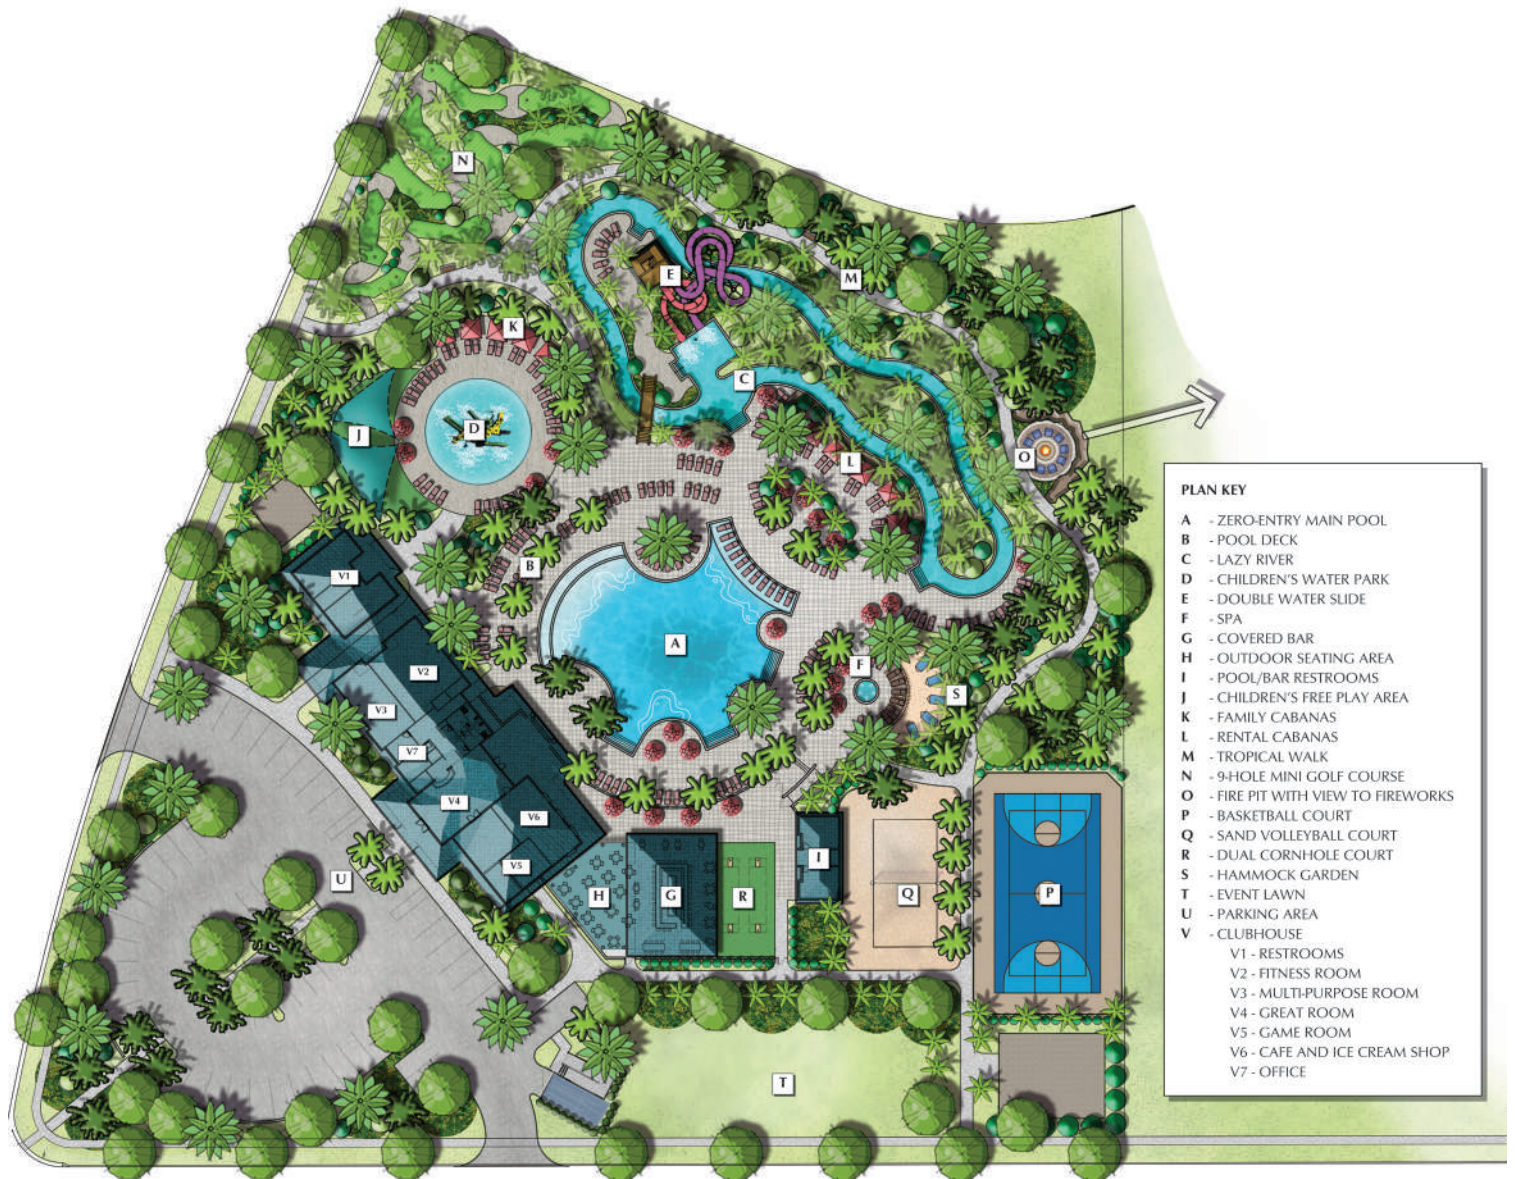 N
E
M
K
C
J
D
L
O
B
V1
A
F
S
V2
V3
V7
V4
V6
V5
U
H
G
R
I
Q
P
T
PLAN KEY
A - ZERO-ENTRY MAIN POOL
B - POOL DECK
C - LAZY RIVER
D - CHILDREN'S WATER PARK
E - DOUBLE WATER SLIDE
F - SPA
G - COVERED BAR
H - OUTDOOR SEATING AREA
I - POOL/BAR RESTROOMS
J - CHILDREN'S FREE PLAY AREA
K - FAMILY CABANAS
L - RENTAL CABANAS
M - TROPICAL WALK
N - 9-HOLE MINI GOLF COURSE
O - FIRE PIT WITH VIEW TO FIREWORKS
P - BASKETBALL COURT
Q - SAND VOLLEYBALL COURT
R - DUAL CORNHOLE COURT
S - HAMMOCK GARDEN
T - EVENT LAWN
U - PARKING AREA
V - CLUBHOUSE
V1 - RESTROOMS
V2 - FITNESS ROOM
V3 - MULTI-PURPOSE ROOM
V4 - GREAT ROOM
V5 - GAME ROOM
V6 - CAFE AND ICE CREAM SHOP
V7 - OFFICE